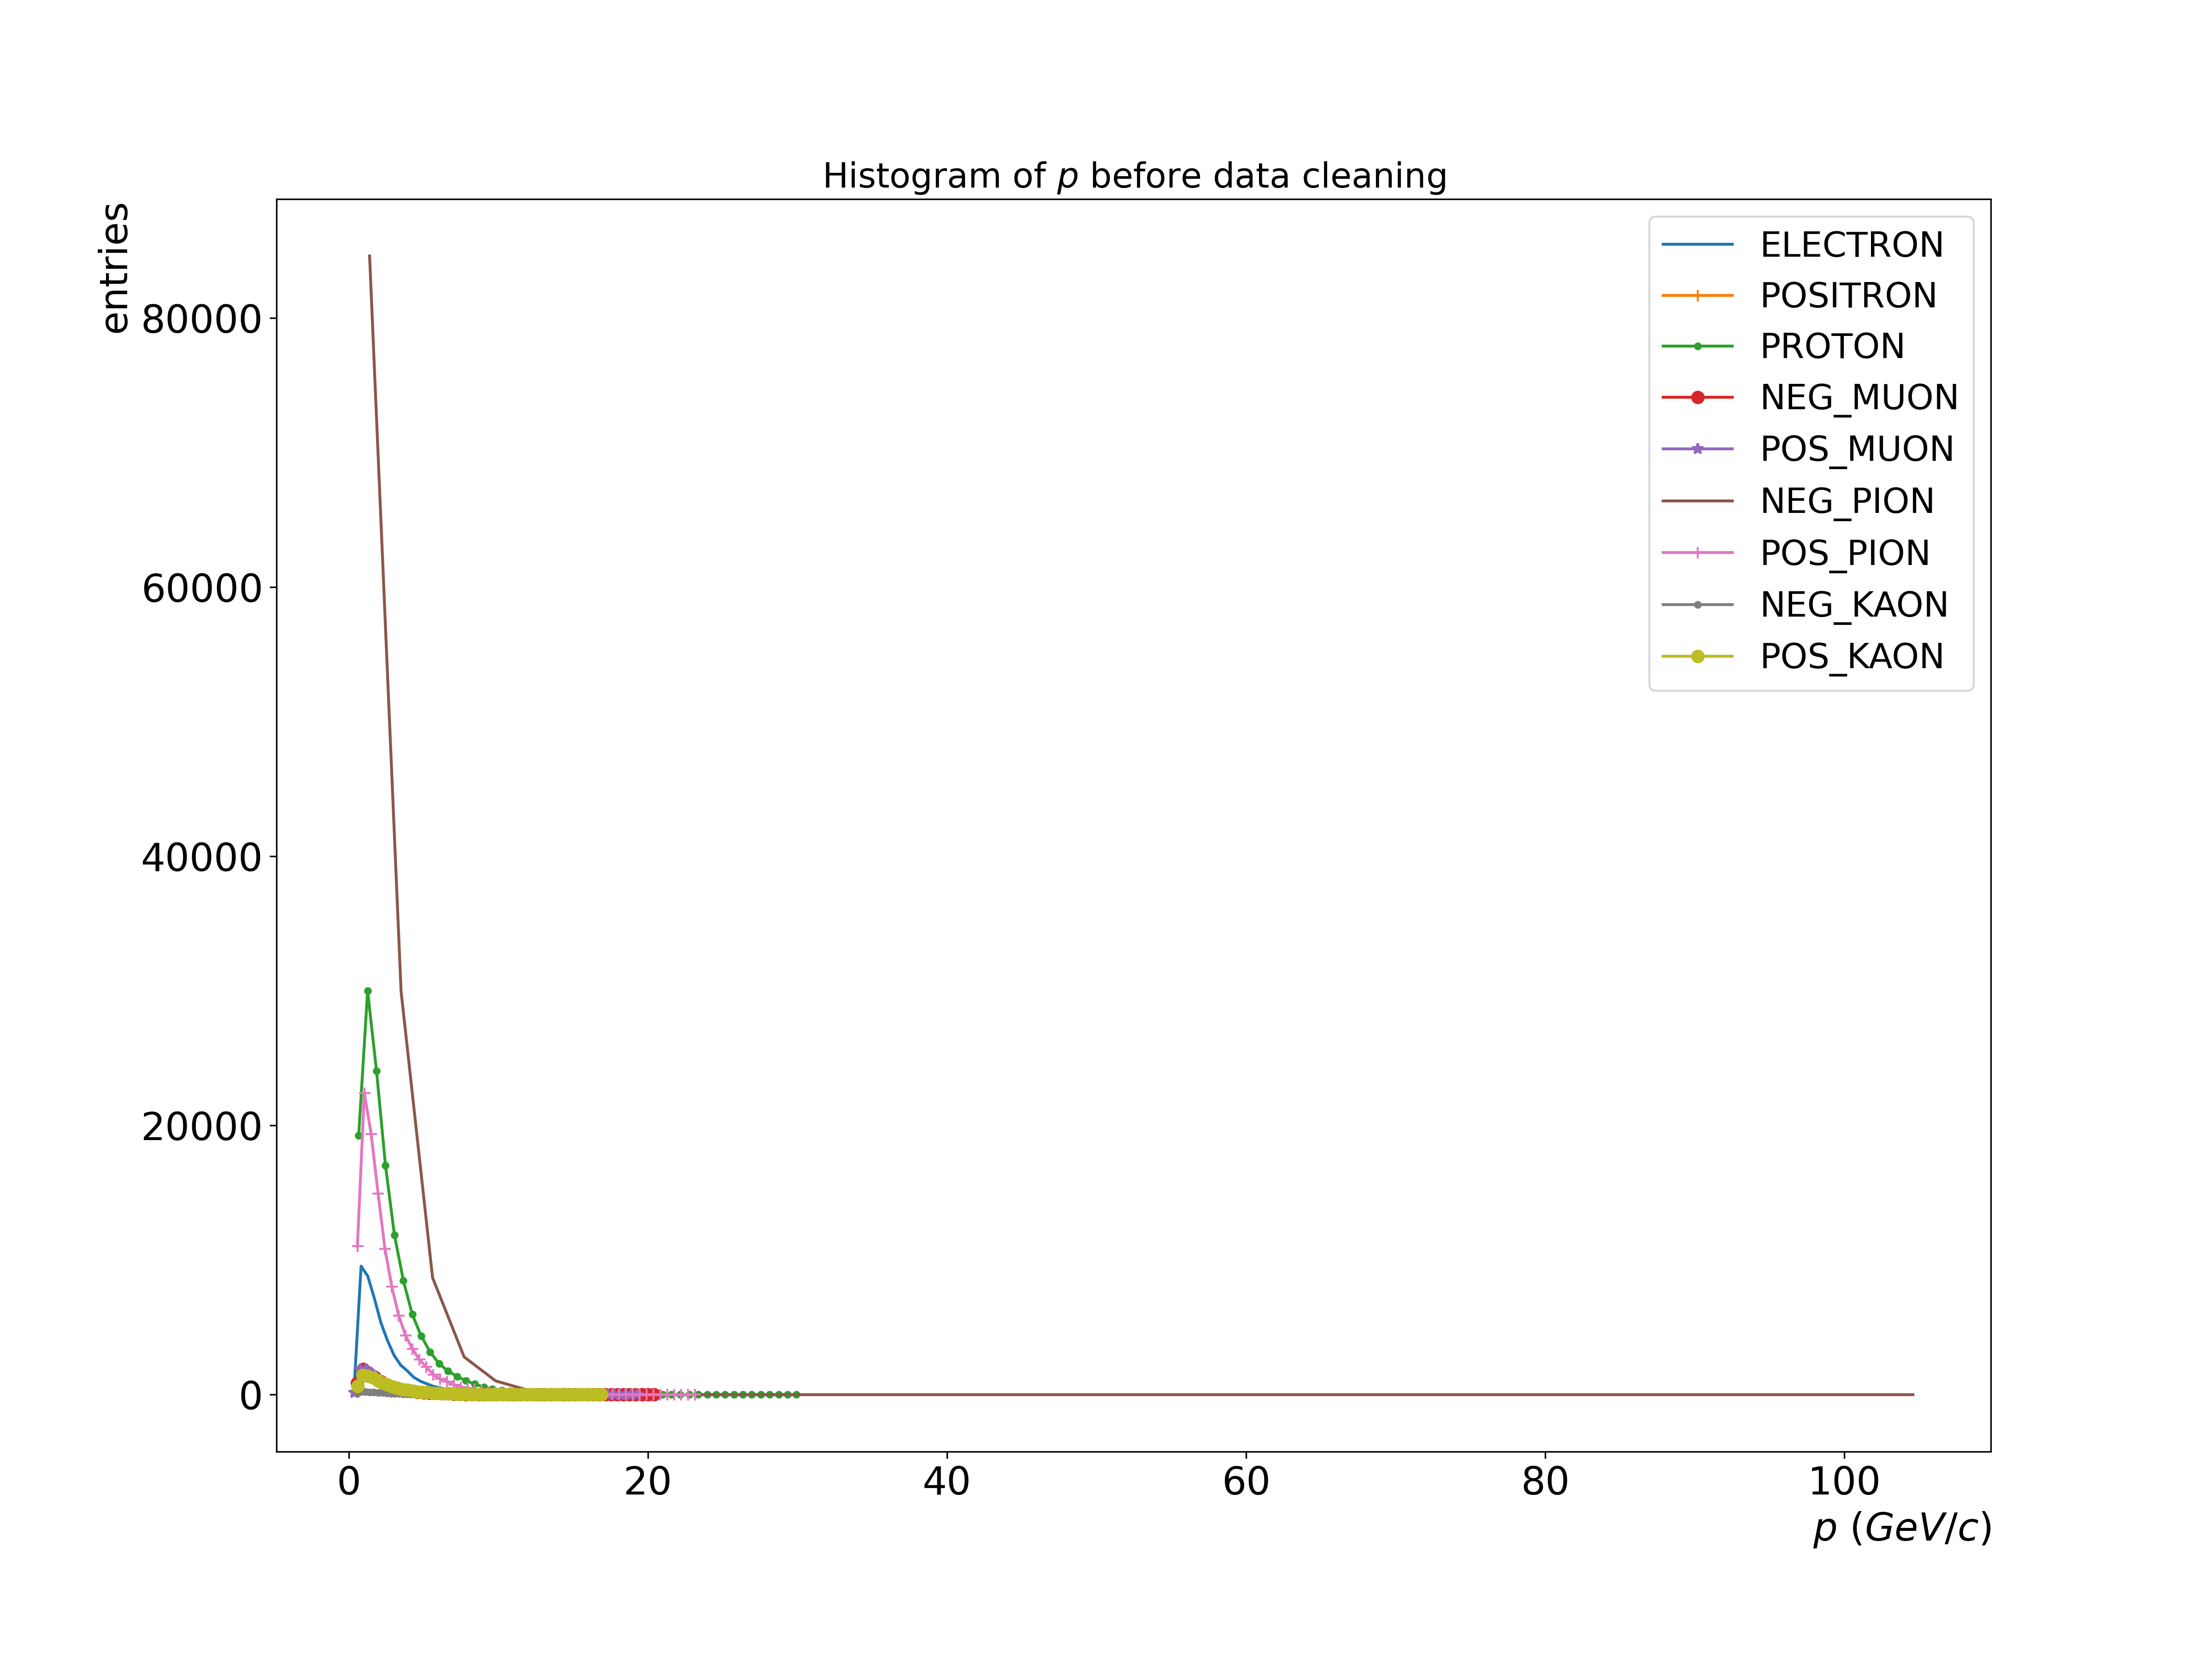 Histogram of p before data cleaning
entries
80000
60000
40000
20000
0
0 20 40 60 80 100
p (GeV/c)
ELECTRON
POSITRON
PROTON
NEG_MUON
POS_MUON
NEG_PION
POS_PION
NEG_KAON
POS_KAON